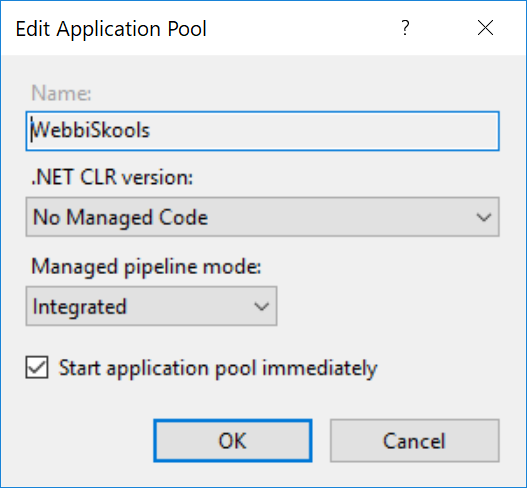 Edit Application Pool ?
Name:
WebbiSkools
.NET CLR version:
No Managed Code
Managed pipeline mode:
Integrated
Start application pool immediately
OK Cancel